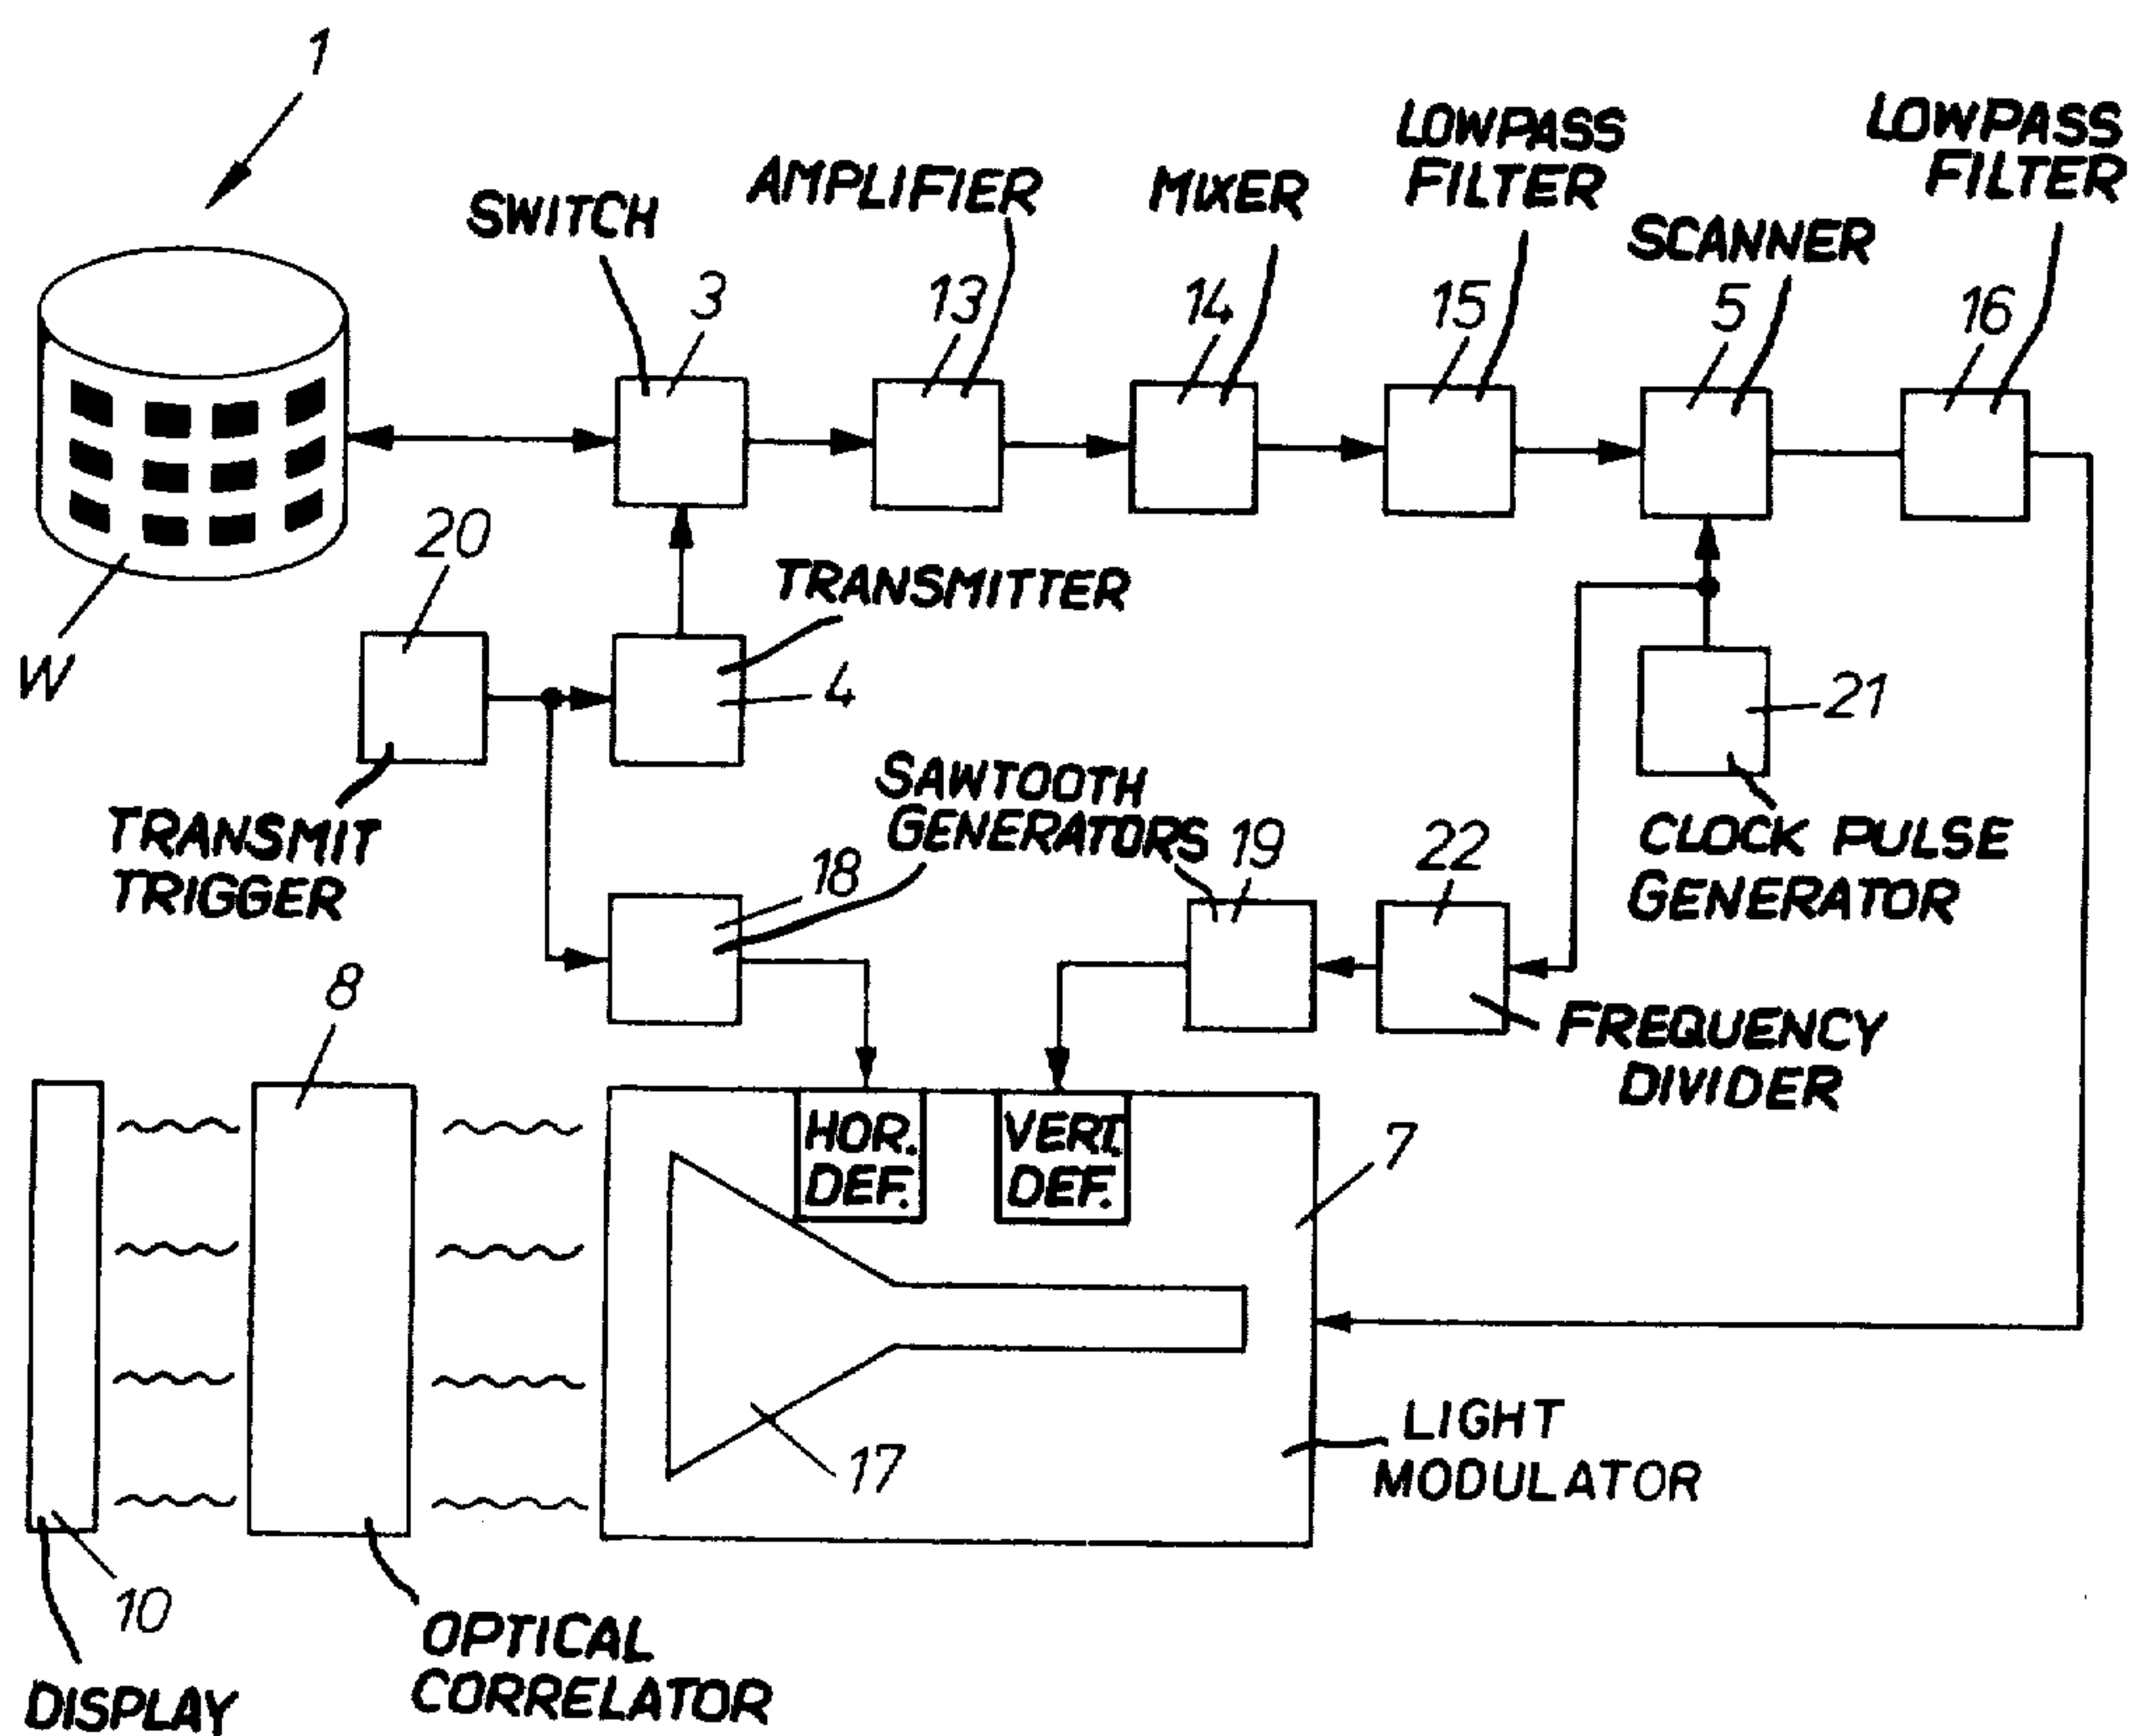 1
LOWPASS
FILTER
LOWPASS
FILTER
AMPLIFIER
MIXER
SWITCH
SCANNER
3
13
14
15
5
16
20
TRANSMITTER
W
4
21
SAWTOOTH
GENERATORS
TRANSMIT
TRIGGER
18
19
22
CLOCK PULSE
GENERATOR
8
FREQUENCY
DIVIDER
HOR.
DEF.
VERT.
DEF.
7
17
LIGHT
MODULATOR
10
OPTICAL
CORRELATOR
DISPLAY